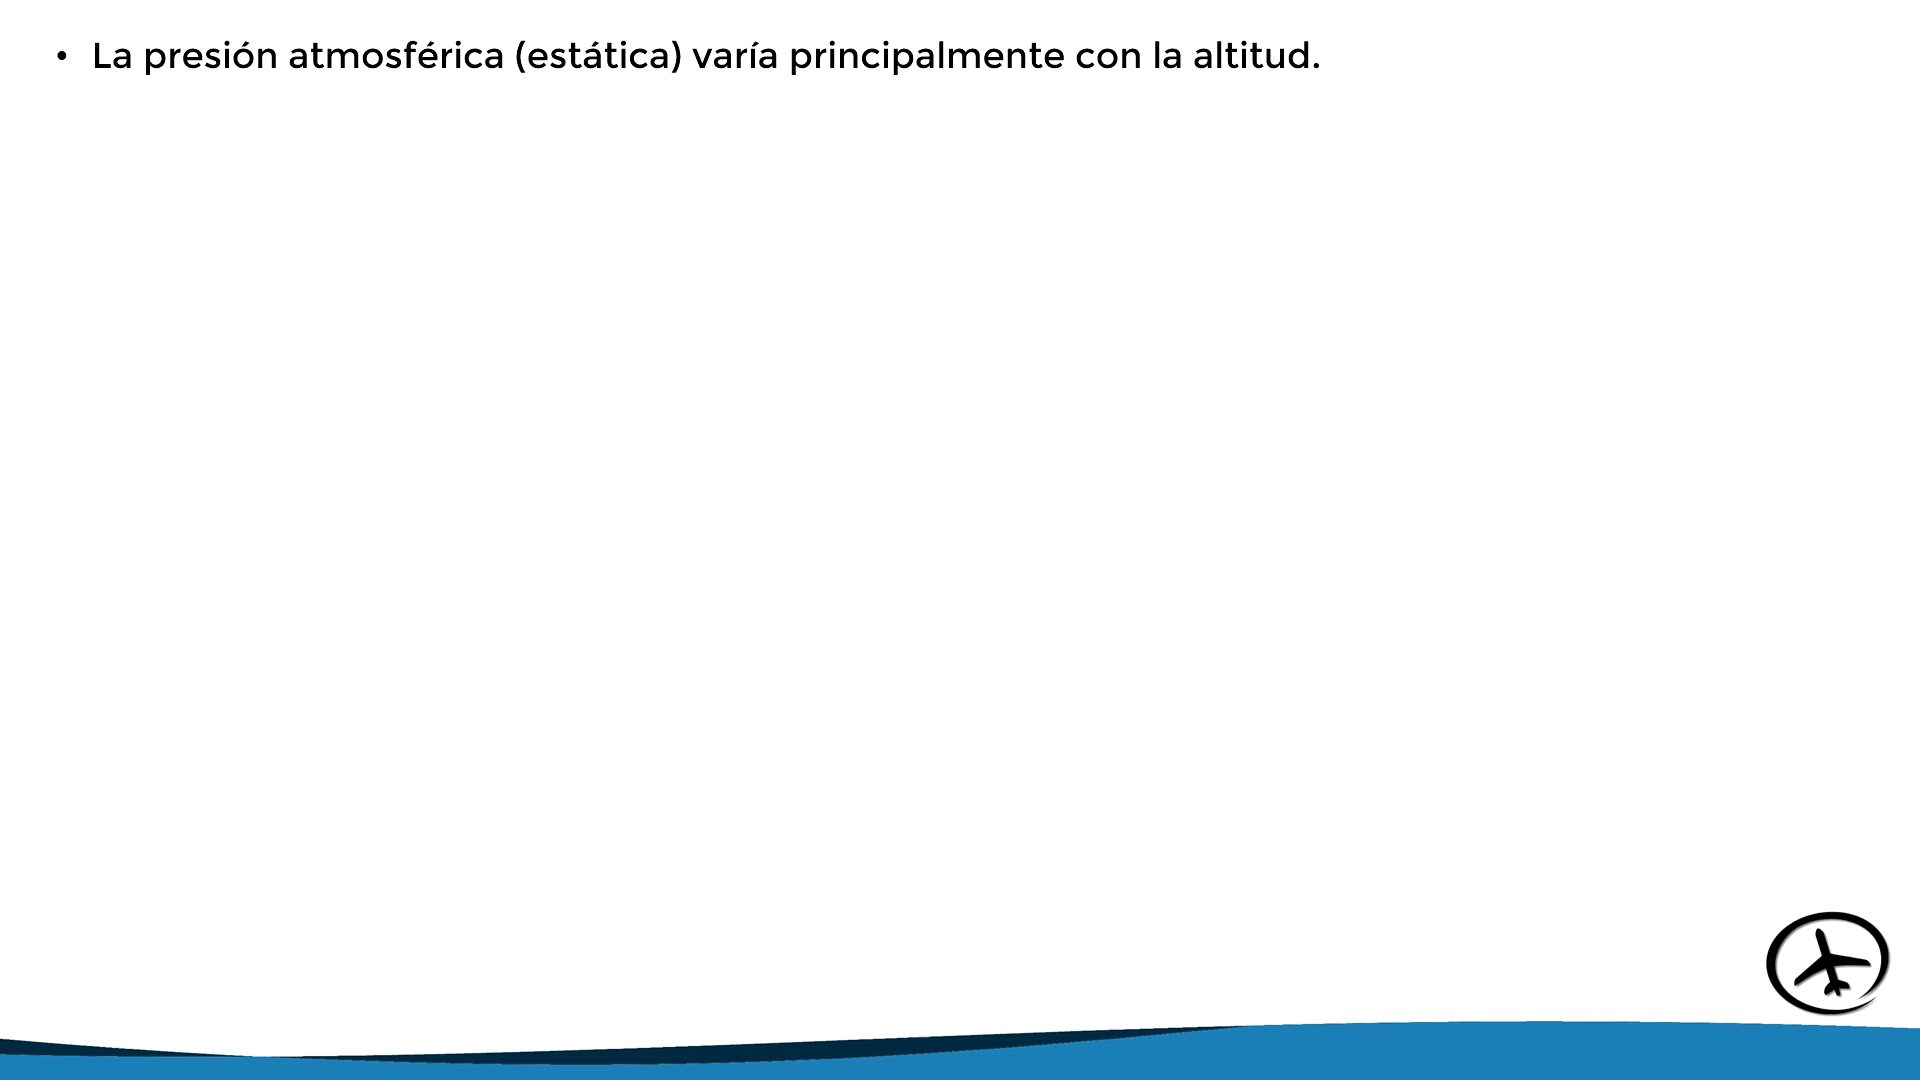 • La presión atmosférica (estática) varía principalmente con la altitud.